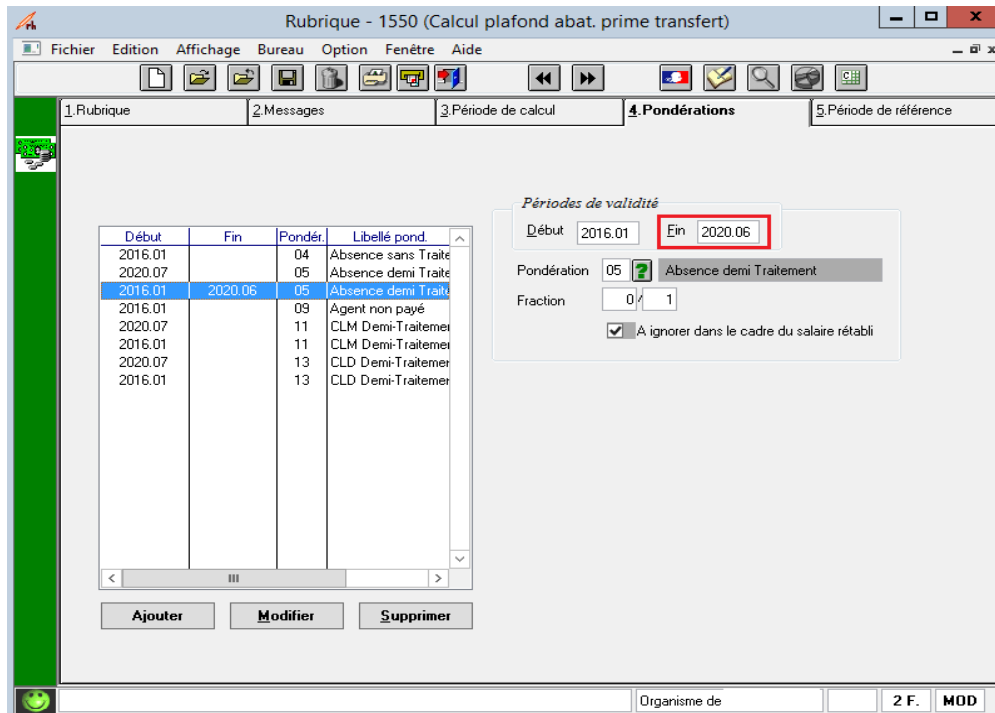 rh
Rubrique - 1550 (Calcul plafond abat. prime transfert)
Fichier Edition Affichage Bureau Option Fenêtre Aide
1.Rubrique 2.Messages 3.Période de calcul 4.Pondérations 5.Période de référence
Périodes de validité
Début 2016.01 Fin 2020.06
Début Fin Pondér. Libellé pond.
2016.01 04 Absence sans Traite
2020.07 05 Absence demi Traite
2016.01 2020.06 05 Absence demi Traite
2016.01 09 Agent non payé
2020.07 11 CLM Demi-Traitemer
2016.01 11 CLM Demi-Traitemer
2020.07 13 CLD Demi-Traitemer
2016.01 13 CLD Demi-Traitemer
Pondération 05 ? Absence demi Traitement
Fraction 0 / 1
A ignorer dans le cadre du salaire rétabli
Ajouter Modifier Supprimer
Organisme de 2 F. MOD